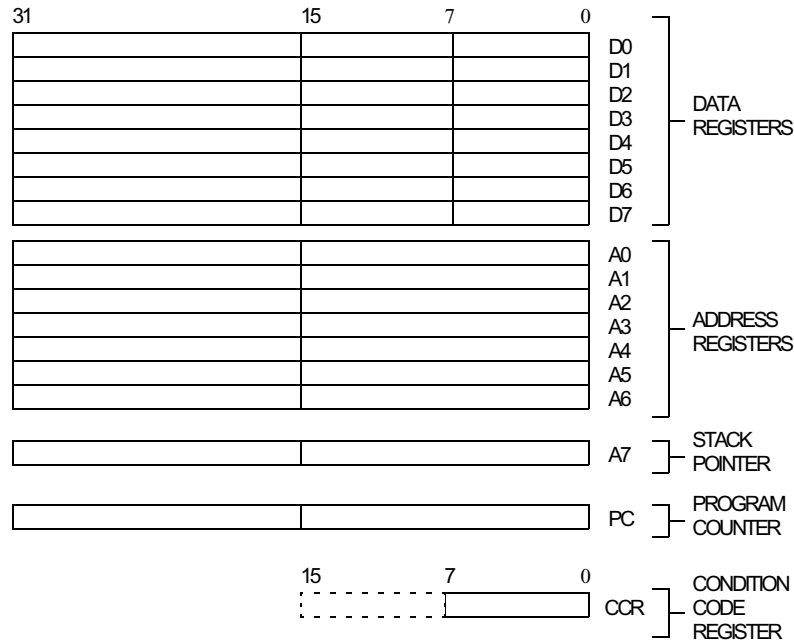 31 15 7 0
D0
D1
D2
D3
D4
D5
D6
D7
DATA
REGISTERS
A0
A1
A2
A3
A4
A5
A6
ADDRESS
REGISTERS
A7
STACK
POINTER
PC
PROGRAM
COUNTER
15 7 0
CCR
CONDITION
CODE
REGISTER